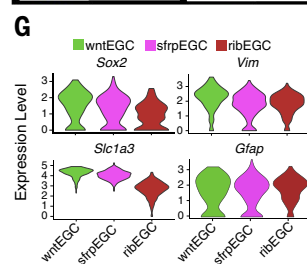 G
wntEGC sfrpEGC ribEGC
Sox2 Vim
3 3
2 2
1 1
0 0
Slc1a3 Gfap
5
4 3
3 2
2 1
1 0
0
Expression Level
wntEGC sfrpEGC ribEGC wntEGC sfrpEGC ribEGC